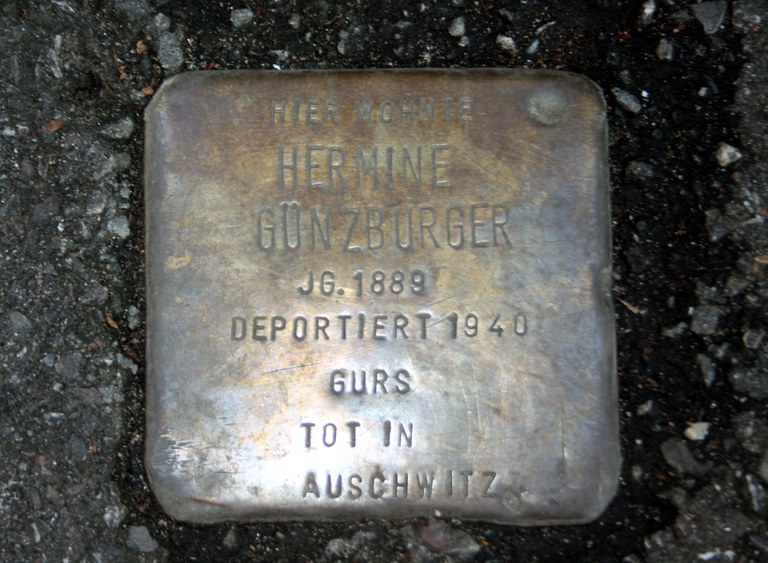 HIER WOHNTE
HERMINE
GÜNZBURGER
JG. 1889
DEPORTIERT 1940
GURS
TOT IN
AUSCHWITZ